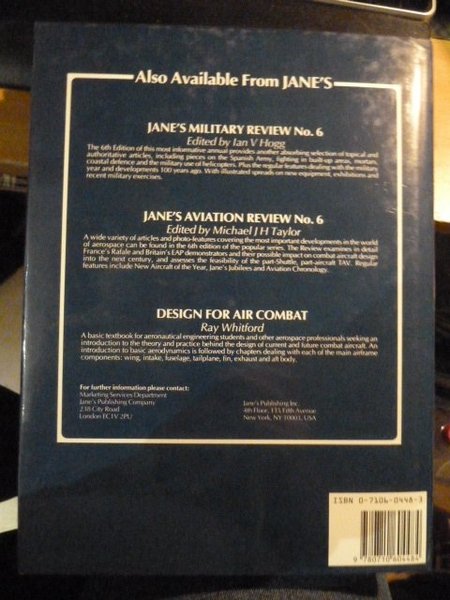 Also Available From JANE'S
JANE'S MILITARY REVIEW No. 6
Edited by Ian V Hogg
The 6th Edition of this most informative annual provides another absorbing selection of topical and
authoritative articles, including pieces on the Spanish Army, fighting in built-up areas, mortars,
coastal defence and the military use of helicopters. Plus the regular features dealing with the military
year and developments 100 years ago. With illustrated spreads on new equipment, exhibitions and
recent military exercises.
JANE'S AVIATION REVIEW No. 6
Edited by Michael J H Taylor
A wide variety of articles and photo-features covering the most important developments in the world
of aerospace can be found in the 6th edition of the popular series. The Review examines in detail
France's Rafale and Britain's EAP demonstrators and their possible impact on combat aircraft design
into the next century, and assesses the feasibility of the part-Shuttle, part-aircraft TAV. Regular
features include New Aircraft of the Year, Jane's Jubilees and Aviation Chronology.
DESIGN FOR AIR COMBAT
Ray Whitford
A basic textbook for aeronautical engineering students and other aerospace professionals seeking an
introduction to the theory and practice behind the design of current and future combat aircraft. An
introduction to basic aerodynamics is followed by chapters dealing with each of the main airframe
components: wing, intake, fuselage, tailplane, fin, exhaust and aft body.
For further information please contact:
Marketing Services Department
Jane's Publishing Company
238 City Road
London EC1V 2PU
Jane's Publishing Inc.
4th Floor, 115 Fifth Avenue
New York, NY 10003, USA
ISBN 0-7106-0448-3
9 780710 604484